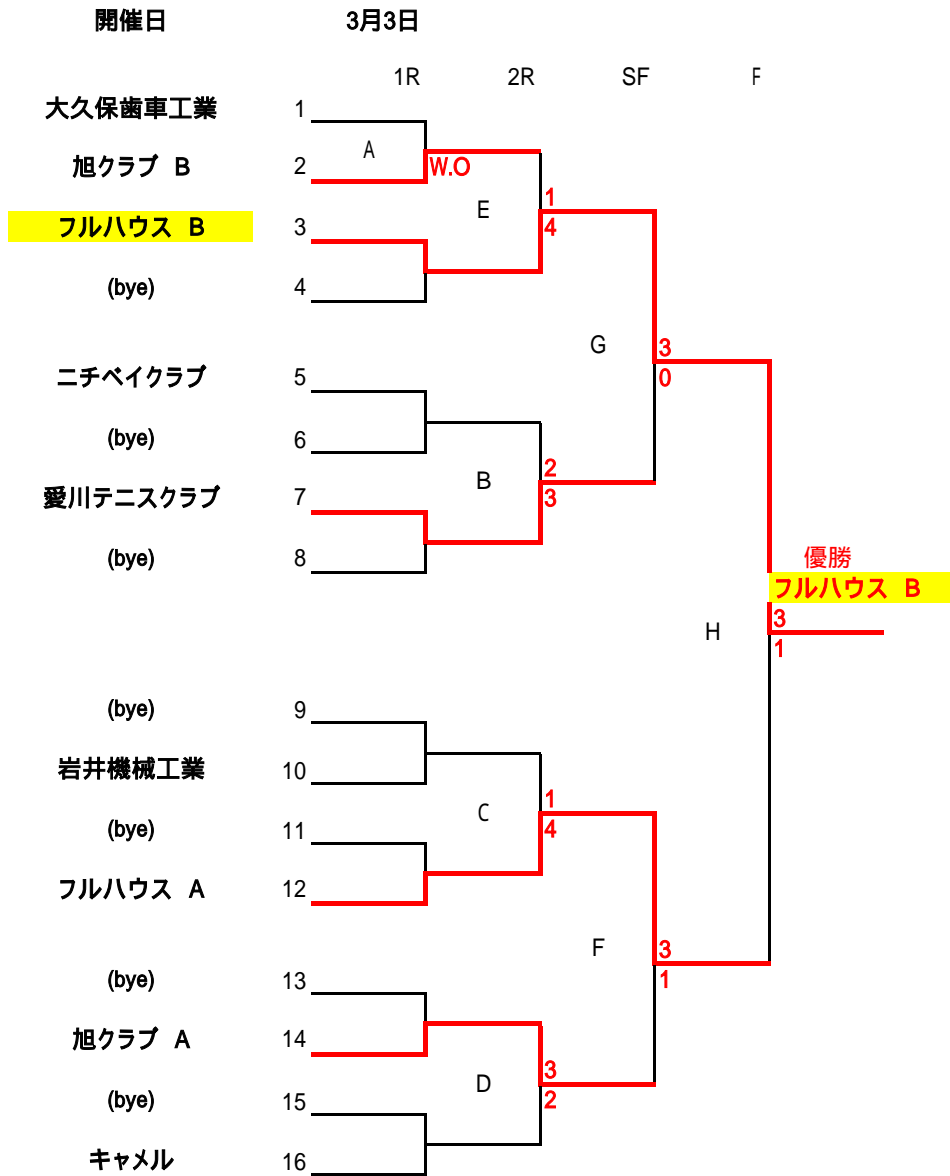 開催日 3月3日
1R 2R SF F
大久保歯車工業 1
A
旭クラブ B 2 W.O
E 1
フルハウス B 3 4
(bye) 4
G 3
ニチベイクラブ 5 0
(bye) 6
B 2
愛川テニスクラブ 7 3
(bye) 8
優勝
フルハウス B
H 3
1
(bye) 9
岩井機械工業 10
C 1
(bye) 11 4
フルハウス A 12
F 3
(bye) 13 1
旭クラブ A 14
D 3
(bye) 15 2
キャメル 16